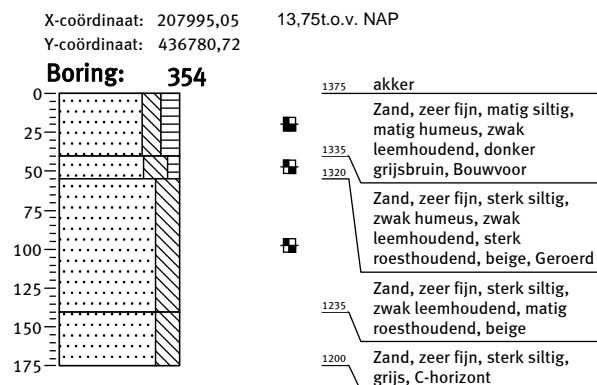 X-coördinaat: 207995,05 13,75t.o.v. NAP
Y-coördinaat: 436780,72
Boring: 354
0
25
50
75
100
125
150
175
1375 akker
Zand, zeer fijn, matig siltig,
matig humeus, zwak
leemhoudend, donker
1335 grijsbruin, Bouwvoor
1320
Zand, zeer fijn, sterk siltig,
zwak humeus, zwak
leemhoudend, sterk
roesthoudend, beige, Geroerd
Zand, zeer fijn, sterk siltig,
1235 zwak leemhoudend, matig
roesthoudend, beige
1200 Zand, zeer fijn, sterk siltig,
grijs, C-horizont